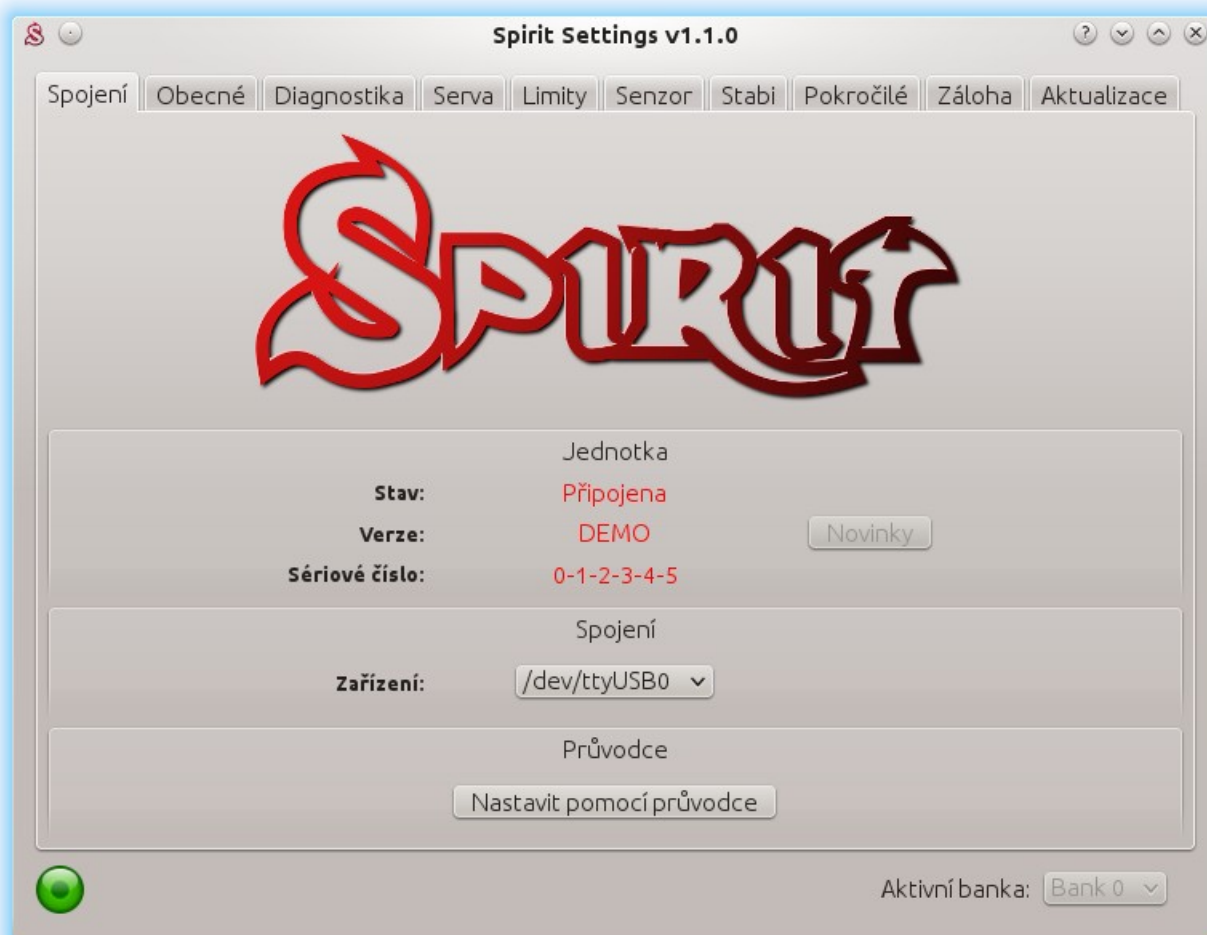 Spirit Settings v1.1.0
Spojení Obecné Diagnostika Serva Limity Senzor Stabi Pokročilé Záloha Aktualizace
SPIRIT
Jednotka
Stav: Připojena
Verze: DEMO Novinky
Sériové číslo: 0-1-2-3-4-5
Spojení
Zařízení: /dev/ttyUSB0
Průvodce
Nastavit pomocí průvodce
Aktivní banka: Bank 0